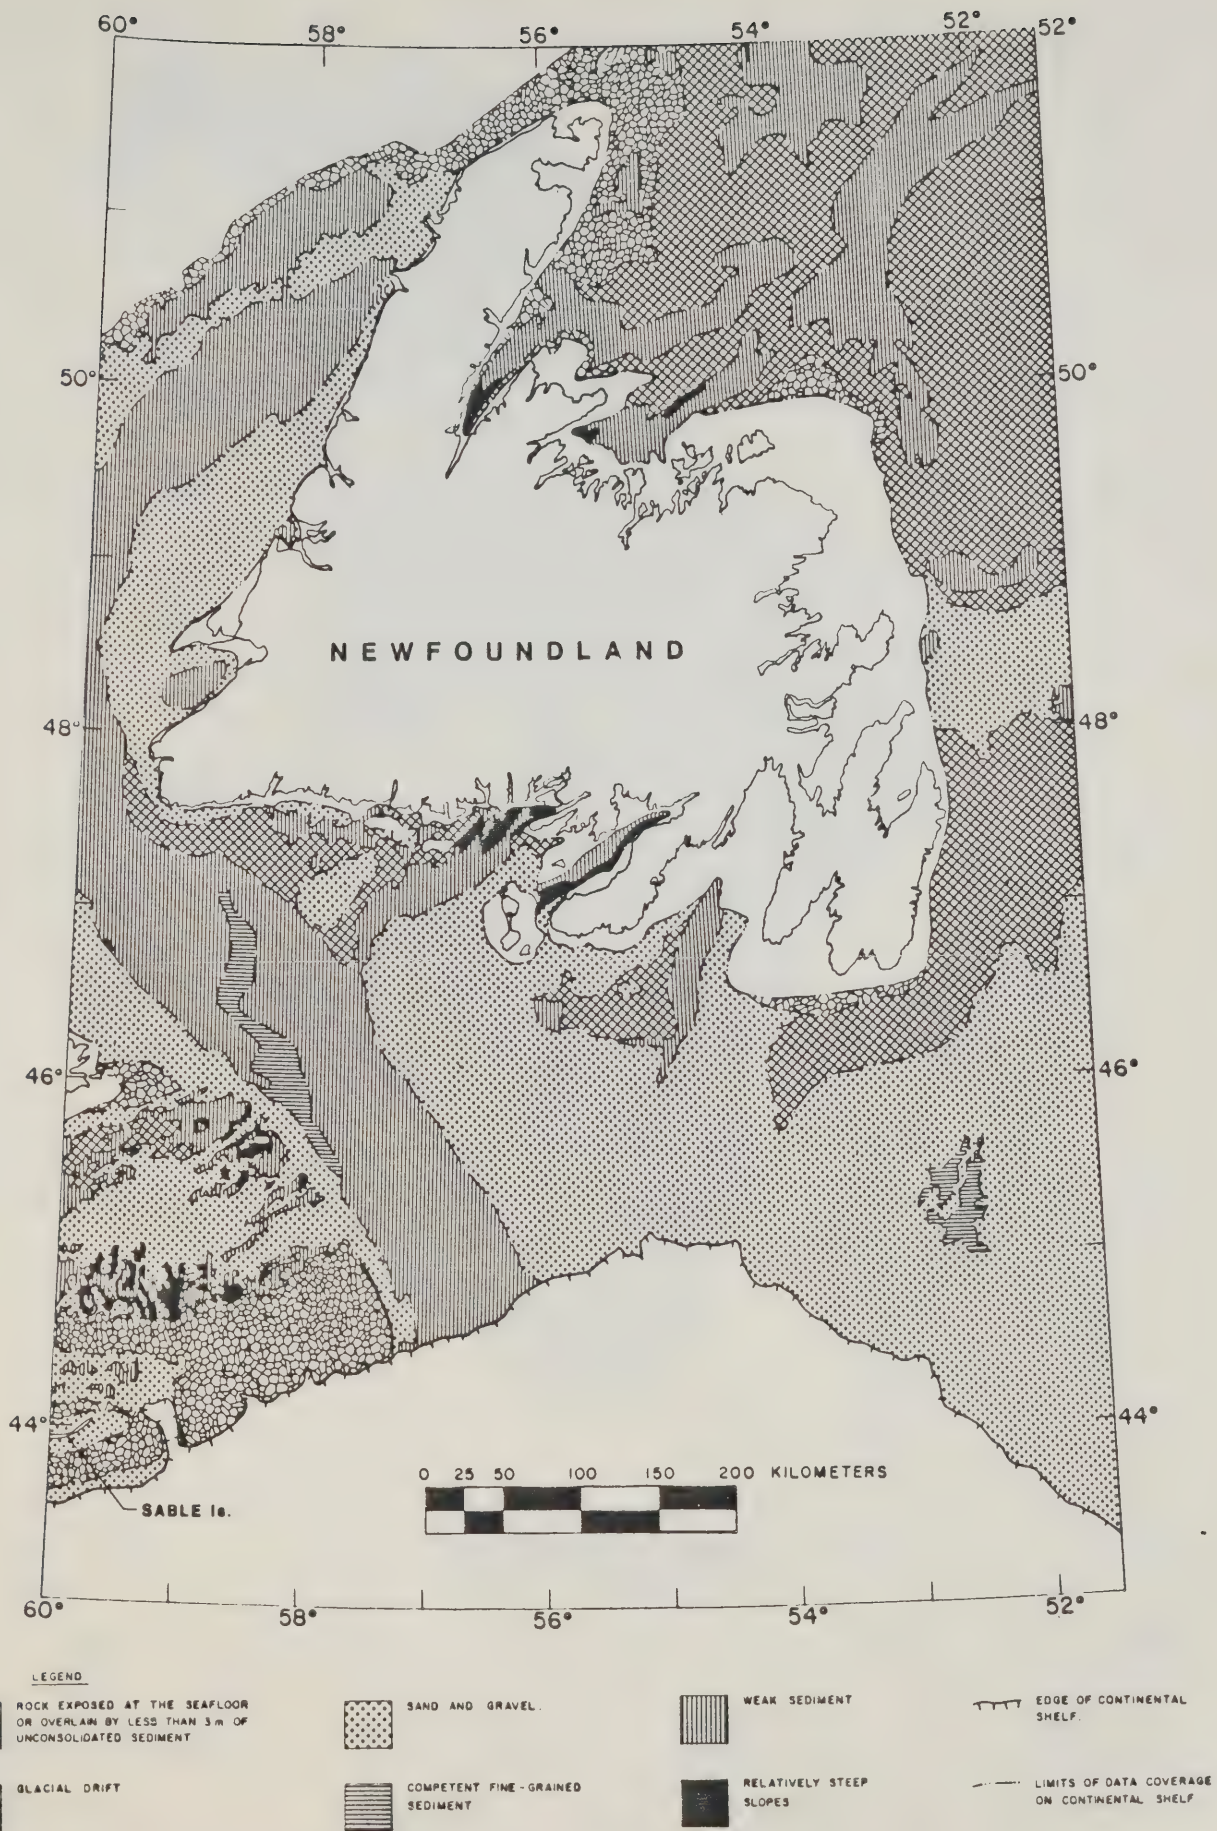 60° 58° 56° 54° 52° 52°
50° 50°
NEWFOUNDLAND
48° 48°
46° 46°
44° 44°
0 25 50 100 150 200 KILOMETERS
SABLE Is.
60° 58° 56° 54° 52°
LEGEND
ROCK EXPOSED AT THE SEAFLOOR
OR OVERLAIN BY LESS THAN 3m OF
UNCONSOLIDATED SEDIMENT
SAND AND GRAVEL.
WEAK SEDIMENT
EDGE OF CONTINENTAL
SHELF.
GLACIAL DRIFT
COMPETENT FINE-GRAINED
SEDIMENT
RELATIVELY STEEP
SLOPES
LIMITS OF DATA COVERAGE
ON CONTINENTAL SHELF